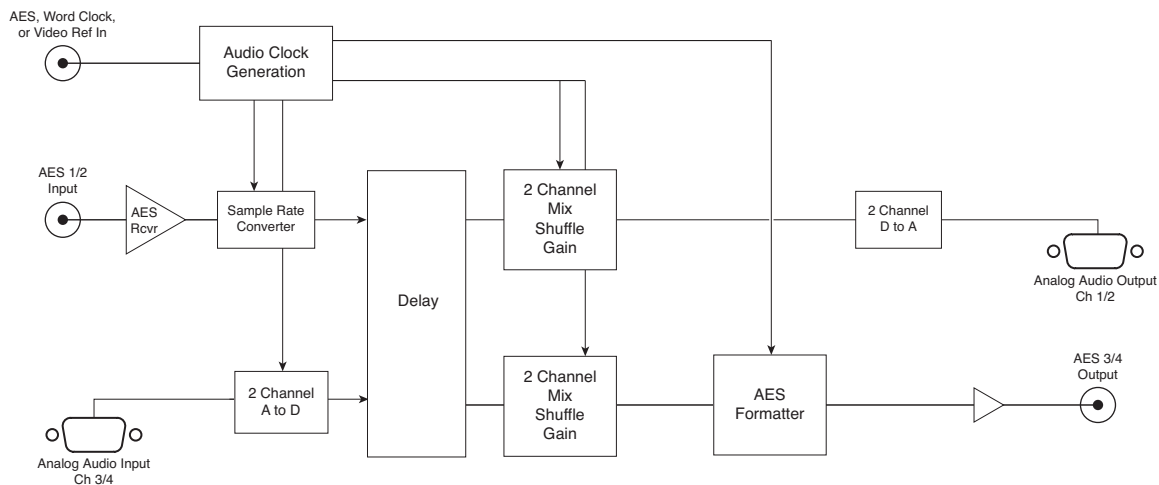 AES, Word Clock,
or Video Ref In
Audio Clock
Generation
AES 1/2
Input
AES
Rcvr
Sample Rate
Converter
Delay
2 Channel
Mix
Shuffle
Gain
2 Channel
D to A
Analog Audio Output
Ch 1/2
2 Channel
A to D
Analog Audio Input
Ch 3/4
2 Channel
Mix
Shuffle
Gain
AES
Formatter
AES 3/4
Output